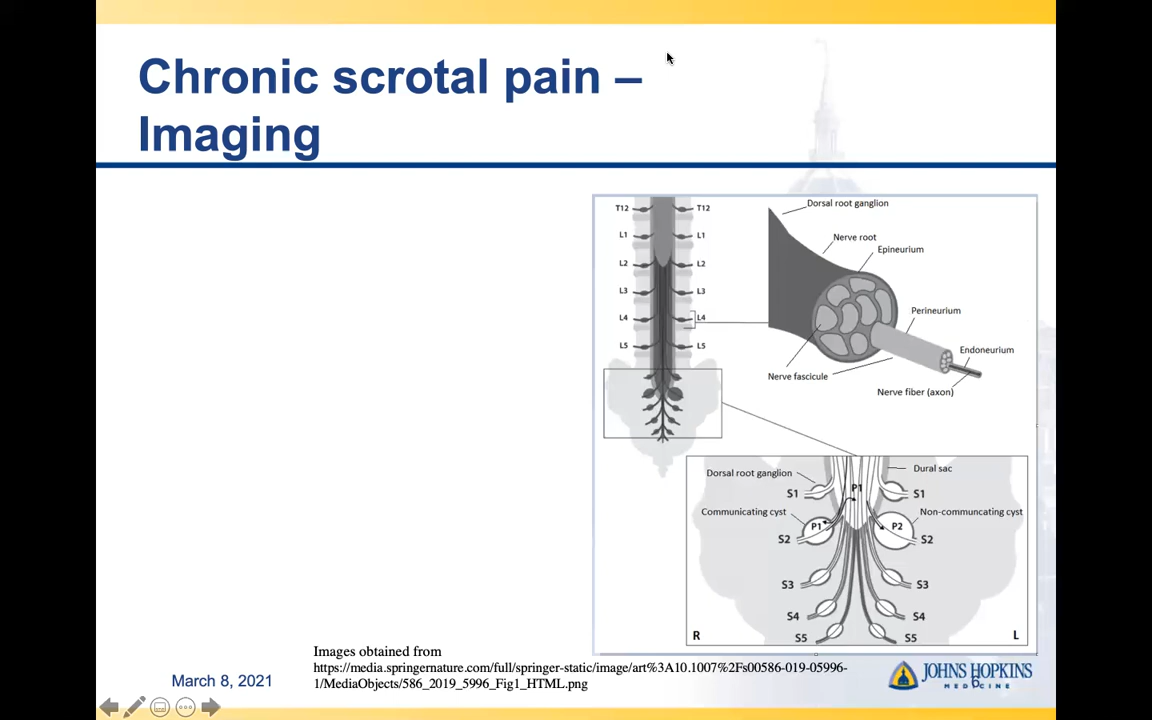 Chronic scrotal pain –
Imaging
T12 T12
L1 L1
L2 L2
L3 L3
L4 L4
L5 L5
Dorsal root ganglion
Nerve root
Epineurium
Perineurium
Endoneurium
Nerve fascicule
Nerve fiber (axon)
Dorsal root ganglion
Dural sac
P1
S1 S1
Communicating cyst
Non-communcating cyst
P1 P2
S2 S2
S3 S3
S4 S4
S5 S5
R L
Images obtained from
https://media.springernature.com/full/springer-static/image/art%3A10.1007%2Fs00586-019-05996-
1/MediaObjects/586_2019_5996_Fig1_HTML.png
March 8, 2021
JOHNS HOPKINS
MEDICINE
6